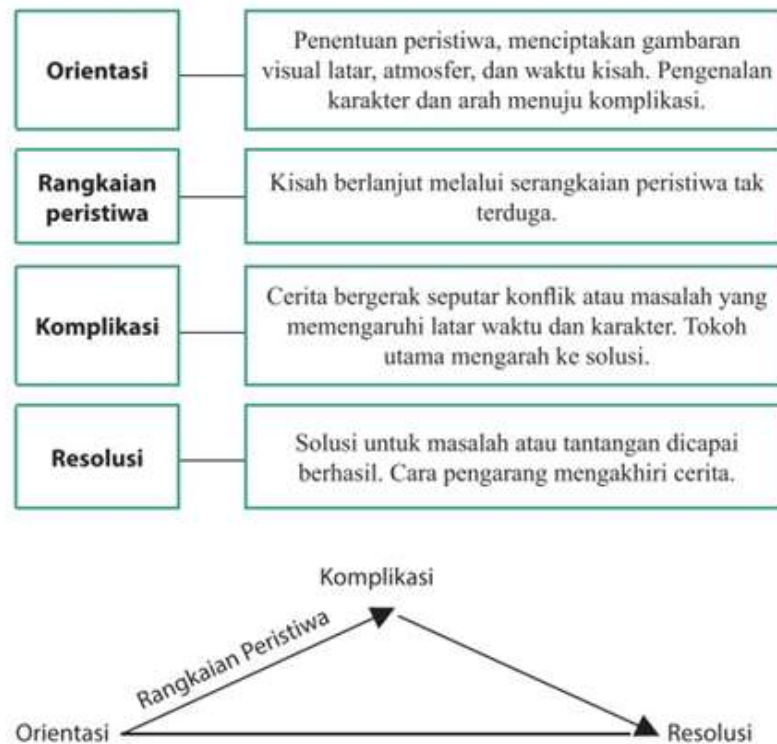 Orientasi
Penentuan peristiwa, menciptakan gambaran
visual latar, atmosfer, dan waktu kisah. Pengenalan
karakter dan arah menuju komplikasi.
Rangkaian
peristiwa
Kisah berlanjut melalui serangkaian peristiwa tak
terduga.
Komplikasi
Cerita bergerak seputar konflik atau masalah yang
memengaruhi latar waktu dan karakter. Tokoh
utama mengarah ke solusi.
Resolusi
Solusi untuk masalah atau tantangan dicapai
berhasil. Cara pengarang mengakhiri cerita.
Komplikasi
Rangkaian Peristiwa
Orientasi
Resolusi